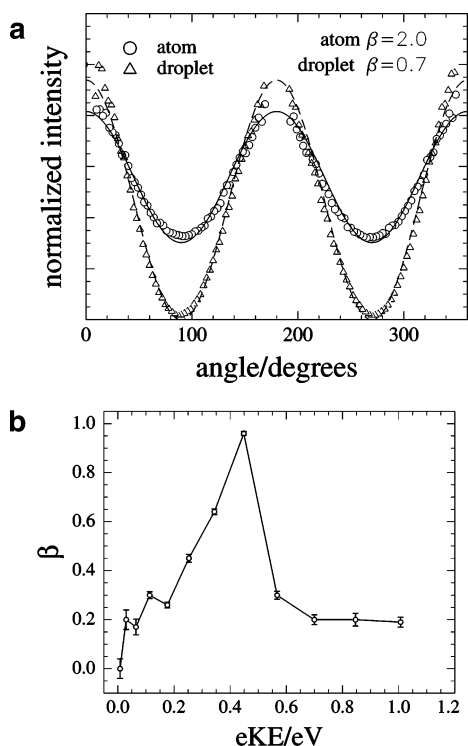 a
atom
droplet
atom β=2.0
droplet β=0.7
normalized intensity
0 100 200 300
angle/degrees
b
1.0
0.8
0.6
0.4
0.2
0.0
β
0.0 0.2 0.4 0.6 0.8 1.0 1.2
eKE/eV